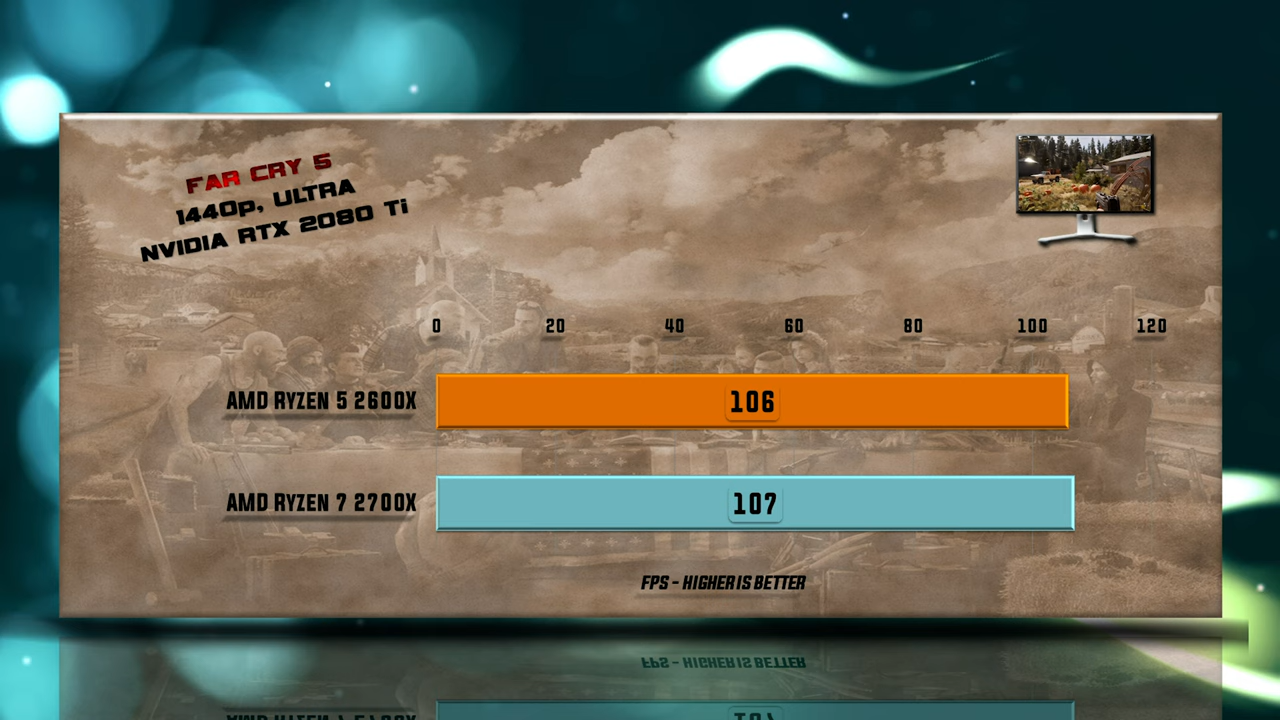 FAR CRY 5
1440p, ULTRA
NVIDIA RTX 2080 Ti
0 20 40 60 80 100 120
AMD RYZEN 5 2600X 106
AMD RYZEN 7 2700X 107
FPS - HIGHER IS BETTER